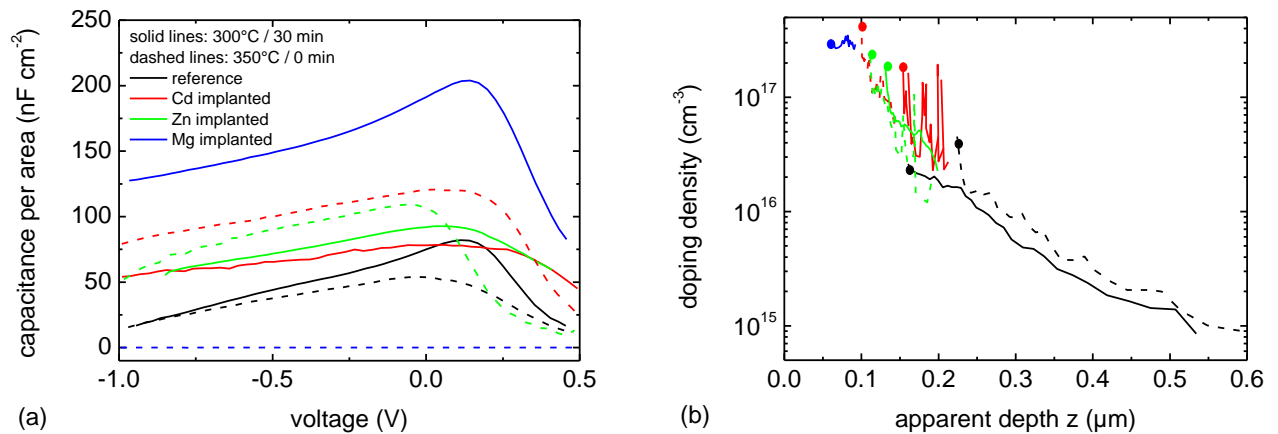 solid lines: 300°C / 30 min
dashed lines: 350°C / 0 min
reference
Cd implanted
Zn implanted
Mg implanted
capacitance per area (nF cm-2)
250
200
150
100
50
0
-1.0
-0.5
0.0
0.5
voltage (V)
(a)
doping density (cm-3)
10^17
10^16
10^15
0.0
0.1
0.2
0.3
0.4
0.5
0.6
apparent depth z (µm)
(b)